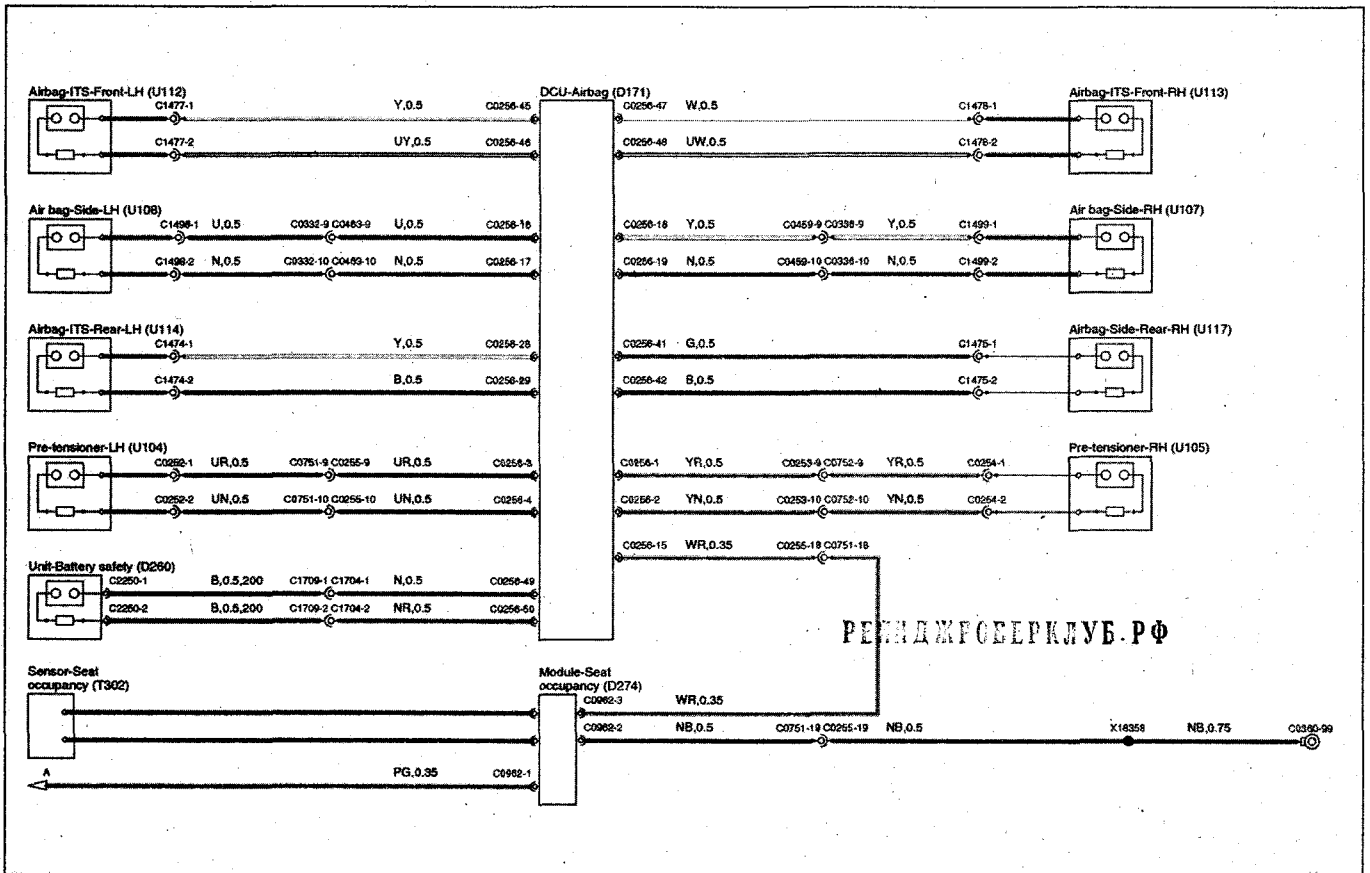 Airbag-ITS-Front-LH (U112)
DCU-Airbag (D171)
Airbag-ITS-Front-RH (U113)
C1477-1 Y,0.5 C0256-45
C0256-47 W,0.5 C1478-1
C1477-2 UY,0.5 C0256-46
C0256-48 UW,0.5 C1478-2
Air bag-Side-LH (U108)
Air bag-Side-RH (U107)
C1498-1 U,0.5 C0332-9 C0463-9 U,0.5 C0256-16
C0256-18 Y,0.5 C0459-9 C0336-9 Y,0.5 C1499-1
C1498-2 N,0.5 C0332-10 C0463-10 N,0.5 C0256-17
C0256-19 N,0.5 C0459-10 C0336-10 N,0.5 C1499-2
Airbag-ITS-Rear-LH (U114)
Airbag-Side-Rear-RH (U117)
C1474-1 Y,0.5 C0256-28
C0256-41 G,0.5 C1475-1
C1474-2 B,0.5 C0256-29
C0256-42 B,0.5 C1475-2
Pre-tensioner-LH (U104)
Pre-tensioner-RH (U105)
C0252-1 UR,0.5 C0751-9 C0255-9 UR,0.5 C0256-3
C0256-1 YR,0.5 C0253-9 C0752-9 YR,0.5 C0254-1
C0252-2 UN,0.5 C0751-10 C0255-10 UN,0.5 C0256-4
C0256-2 YN,0.5 C0253-10 C0752-10 YN,0.5 C0254-2
C0256-15 WR,0.35 C0255-18 C0751-18
Unit-Battery safety (D260)
C2250-1 B,0.5,200 C1709-1 C1704-1 N,0.5 C0256-49
C2250-2 B,0.5,200 C1709-2 C1704-2 NR,0.5 C0256-50
РЕЙНДЖРОВЕРКЛУБ.РФ
Sensor-Seat
occupancy (T302)
Module-Seat
occupancy (D274)
C0962-3 WR,0.35
C0962-2 NB,0.5 C0751-19 C0255-19 NB,0.5 X18358 NB,0.75 C0360-99
A PG,0.35 C0962-1